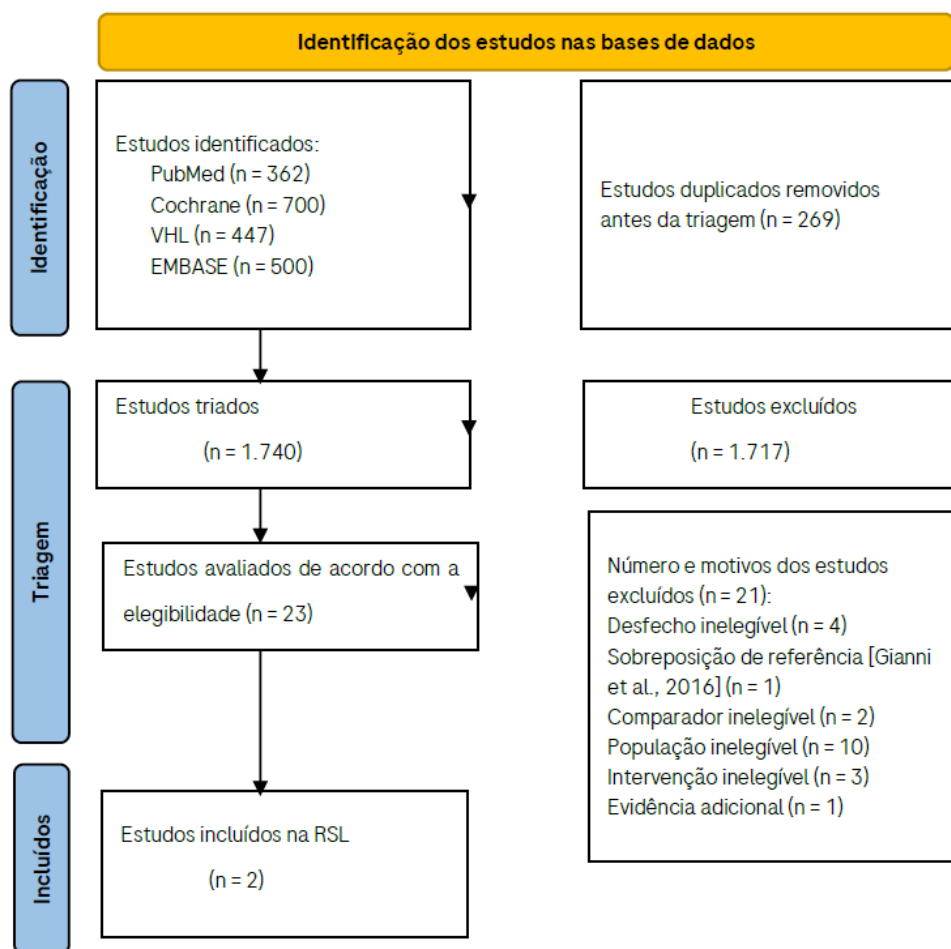 Identificação dos estudos nas bases de dados
Identificação
Estudos identificados:
PubMed (n = 362)
Cochrane (n = 700)
VHL (n = 447)
EMBASE (n = 500)
Estudos duplicados removidos
antes da triagem (n = 269)
Triagem
Estudos triados
(n = 1.740)
Estudos excluídos
(n = 1.717)
Estudos avaliados de acordo com a
elegibilidade (n = 23)
Número e motivos dos estudos
excluídos (n = 21):
Desfecho inelegível (n = 4)
Sobreposição de referência [Gianni
et al., 2016] (n = 1)
Comparador inelegível (n = 2)
População inelegível (n = 10)
Intervenção inelegível (n = 3)
Evidência adicional (n = 1)
Incluídos
Estudos incluídos na RSL
(n = 2)